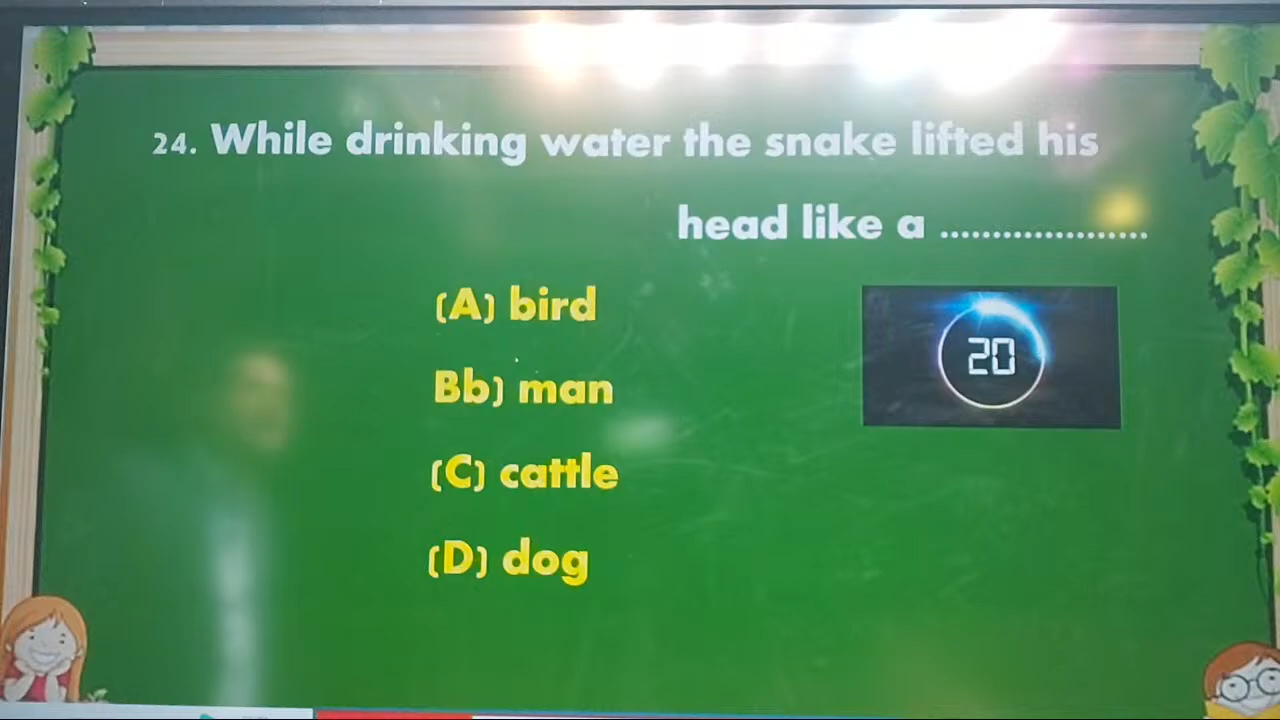 24. While drinking water the snake lifted his
head like a ....................
(A) bird
20
Bb) man
(C) cattle
(D) dog